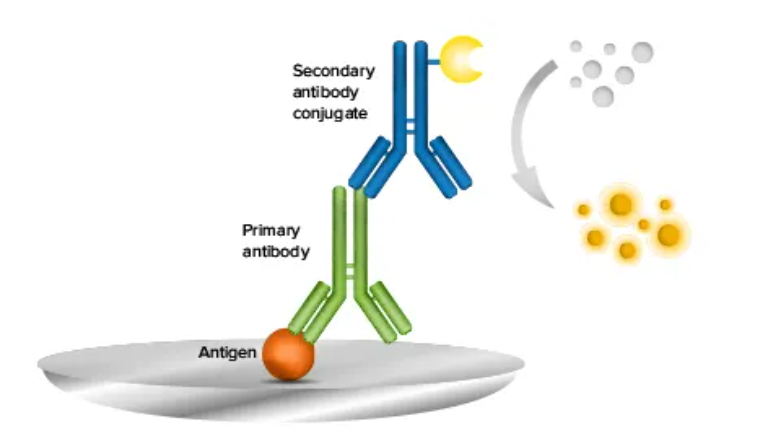 Secondary
antibody
conjugate
Primary
antibody
Antigen